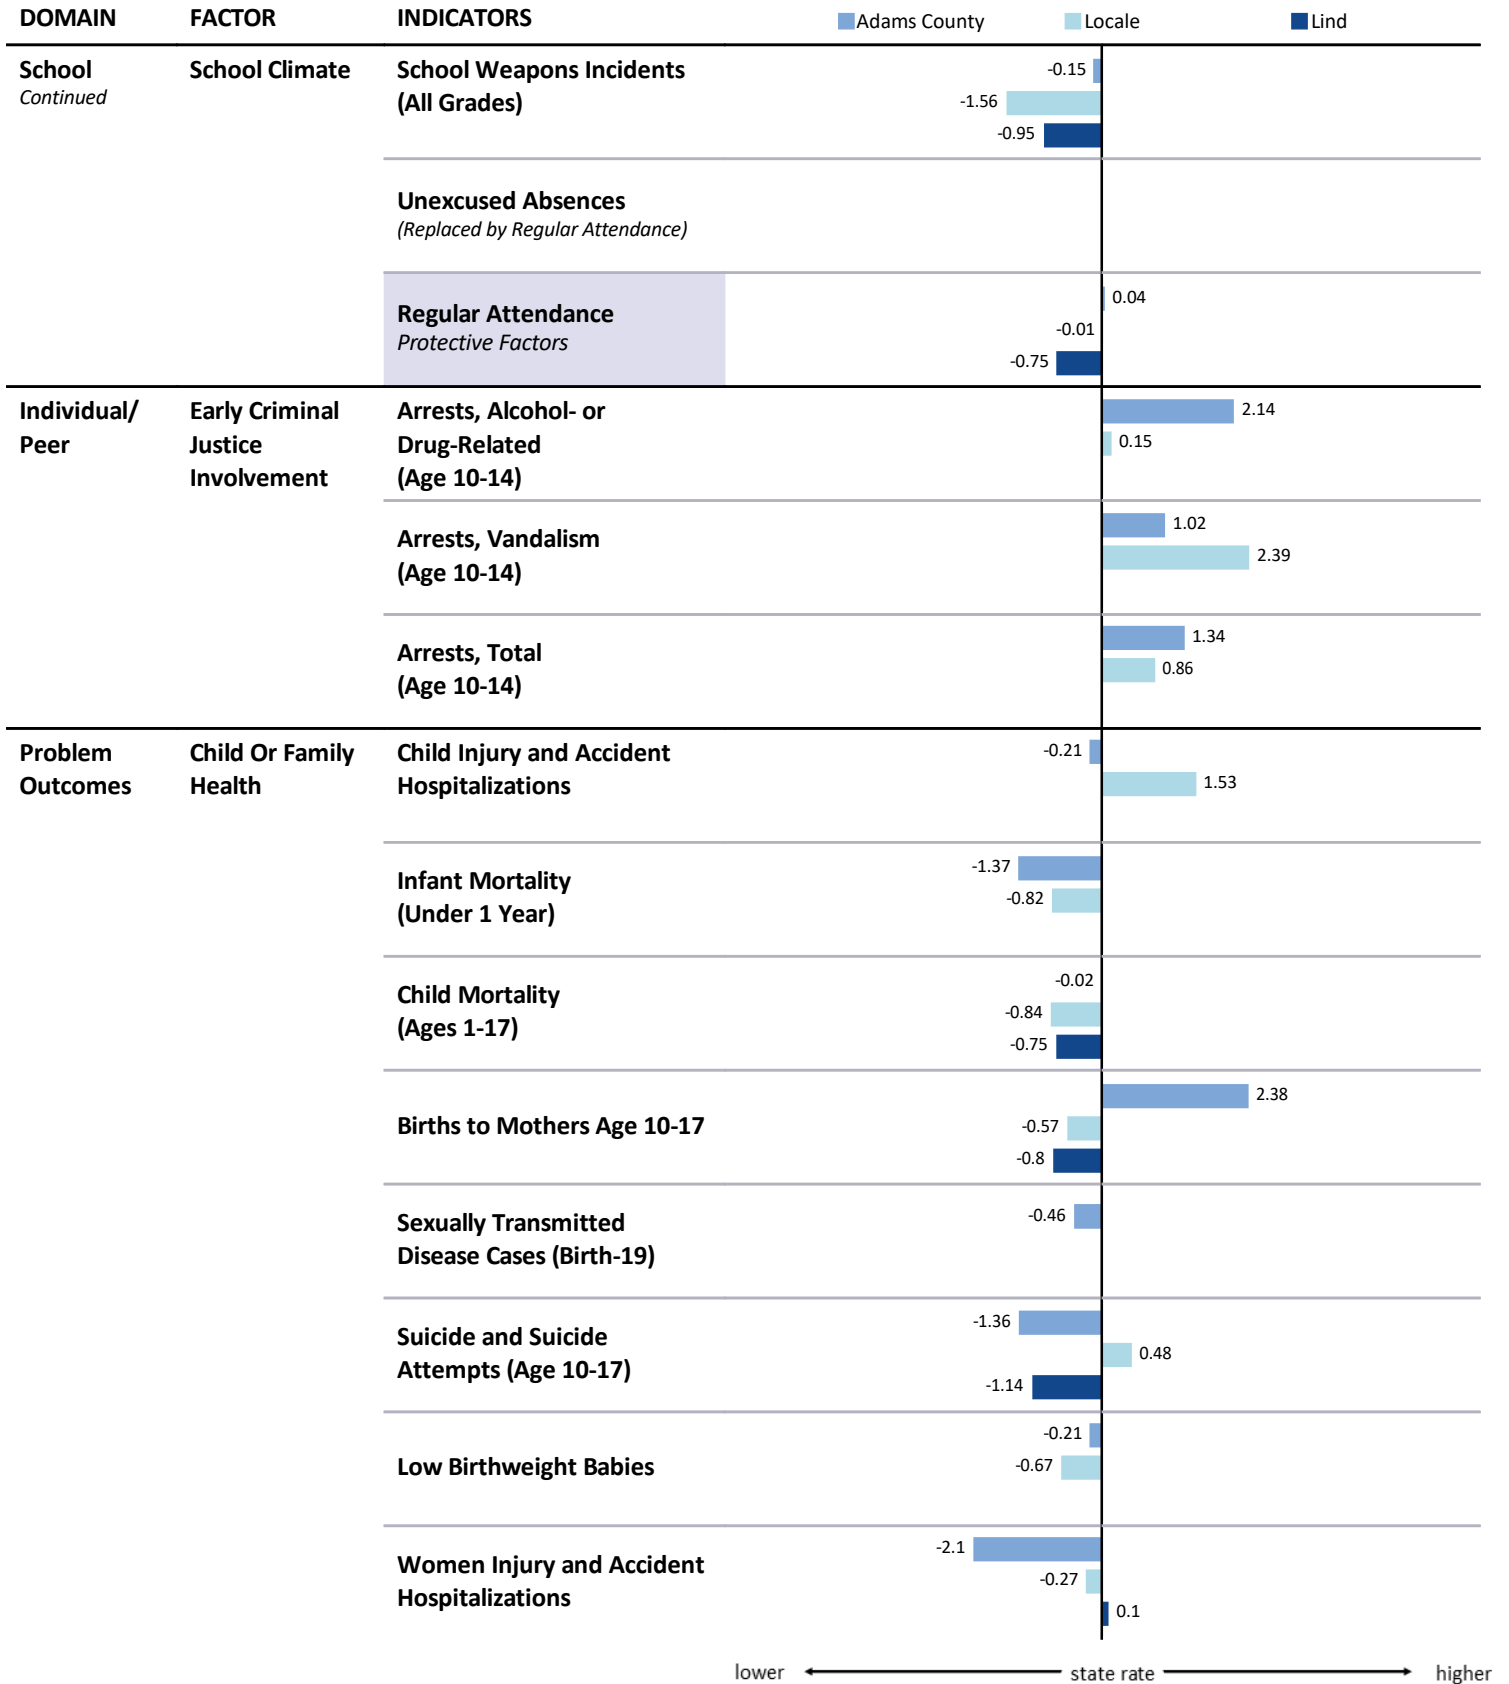 DOMAIN FACTOR INDICATORS Adams County Locale Lind
School School Climate School Weapons Incidents
Continued
(All Grades)
-0.15
-1.56
-0.95
Unexcused Absences
(Replaced by Regular Attendance)
Regular Attendance
Protective Factors
0.04
-0.01
-0.75
Individual/ Early Criminal Arrests, Alcohol- or
Peer Justice Drug-Related
Involvement (Age 10-14)
2.14
0.15
Arrests, Vandalism
(Age 10-14)
1.02
2.39
Arrests, Total
(Age 10-14)
1.34
0.86
Problem Child Or Family Child Injury and Accident
Outcomes Health Hospitalizations
-0.21
1.53
Infant Mortality
(Under 1 Year)
-1.37
-0.82
Child Mortality
(Ages 1-17)
-0.02
-0.84
-0.75
Births to Mothers Age 10-17
2.38
-0.57
-0.8
Sexually Transmitted
Disease Cases (Birth-19)
-0.46
Suicide and Suicide
Attempts (Age 10-17)
-1.36
0.48
-1.14
Low Birthweight Babies
-0.21
-0.67
Women Injury and Accident
Hospitalizations
-2.1
-0.27
0.1
lower state rate higher